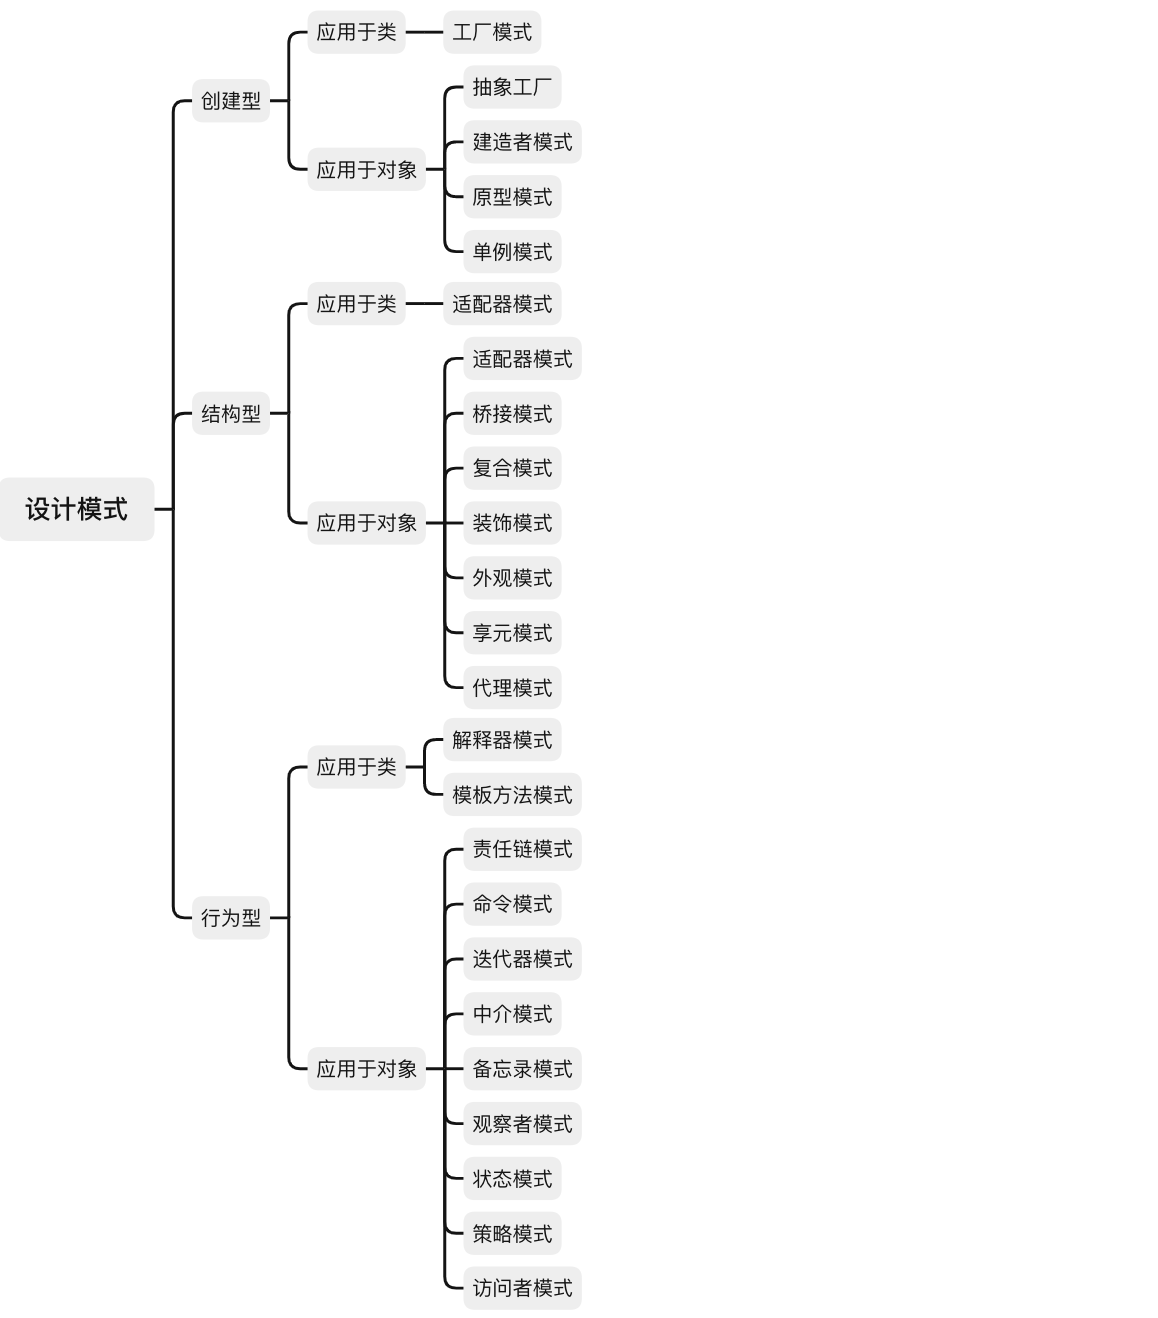 设计模式
创建型
应用于类
工厂模式
应用于对象
抽象工厂
建造者模式
原型模式
单例模式
结构型
应用于类
适配器模式
应用于对象
适配器模式
桥接模式
复合模式
装饰模式
外观模式
享元模式
代理模式
行为型
应用于类
解释器模式
模板方法模式
应用于对象
责任链模式
命令模式
迭代器模式
中介模式
备忘录模式
观察者模式
状态模式
策略模式
访问者模式